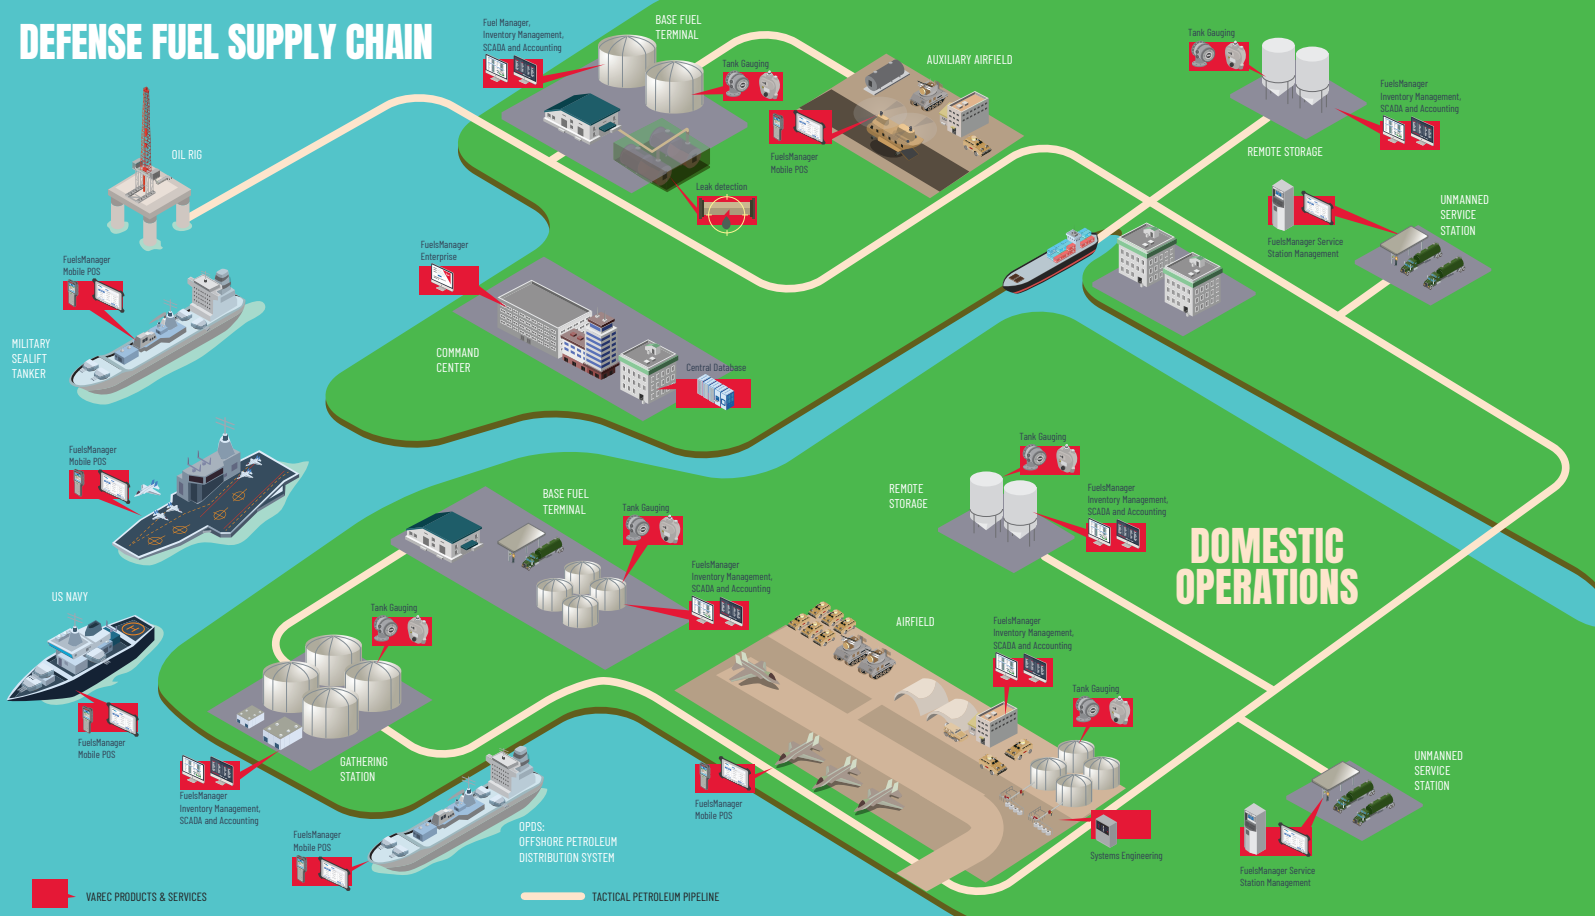 DEFENSE FUEL SUPPLY CHAIN
Fuel Manager,
Inventory Management,
SCADA and Accounting
BASE FUEL
TERMINAL
Tank Gauging
AUXILIARY AIRFIELD
FuelsManager
Mobile POS
Leak detection
Tank Gauging
FuelsManager
Inventory Management,
SCADA and Accounting
REMOTE STORAGE
UNMANNED
SERVICE
STATION
FuelsManager Service
Station Management
OIL RIG
FuelsManager
Mobile POS
MILITARY
SEALIFT
TANKER
FuelsManager
Enterprise
COMMAND
CENTER
Central Database
FuelsManager
Mobile POS
BASE FUEL
TERMINAL
Tank Gauging
FuelsManager
Inventory Management,
SCADA and Accounting
REMOTE
STORAGE
Tank Gauging
FuelsManager
Inventory Management,
SCADA and Accounting
DOMESTIC
OPERATIONS
US NAVY
FuelsManager
Mobile POS
Tank Gauging
GATHERING
STATION
FuelsManager
Inventory Management,
SCADA and Accounting
AIRFIELD
FuelsManager
Inventory Management,
SCADA and Accounting
Tank Gauging
FuelsManager
Mobile POS
Systems Engineering
UNMANNED
SERVICE
STATION
FuelsManager Service
Station Management
FuelsManager
Mobile POS
OPDS:
OFFSHORE PETROLEUM
DISTRIBUTION SYSTEM
VAREC PRODUCTS & SERVICES
TACTICAL PETROLEUM PIPELINE
H